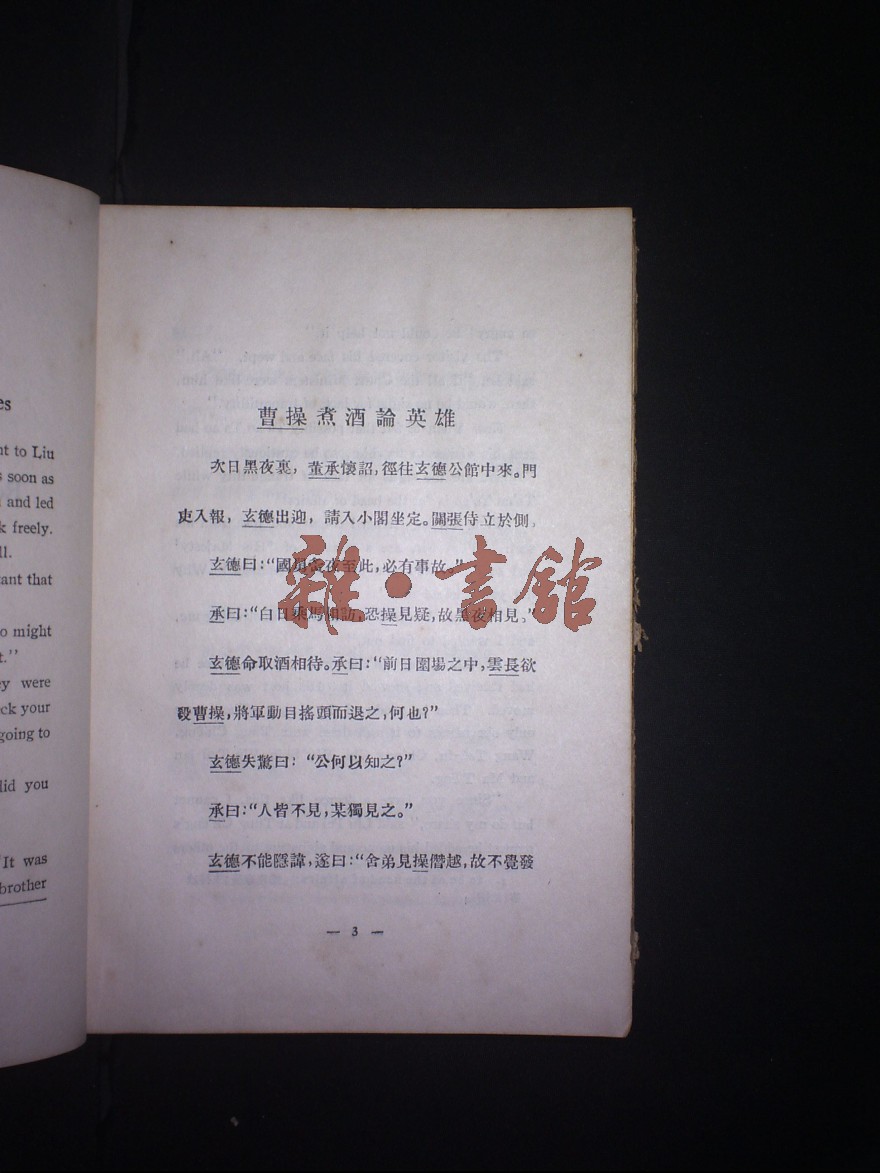 es
nt to Liu
s soon as
and led
k freely.
ll.
tant that
o might
t."
ey were
ck your
going to
did you
It was
brother
曹操煮酒論英雄
次日黑夜裏，董承懷詔，徑往玄德公館中來。門
吏入報，玄德出迎，請入小閣坐定。關張侍立於側。
玄德曰：“國舅夤夜至此，必有事故。”
承曰：“白日乘馬相訪，恐操見疑，故黑夜相見。”
玄德命取酒相待。承曰：“前日圍場之中，雲長欲
殺曹操，將軍動目搖頭而退之，何也？”
玄德失驚曰：“公何以知之？”
承曰：“人皆不見，某獨見之。”
玄德不能隱諱，遂曰：“舍弟見操僭越，故不覺發
— 3 —
雜·書館